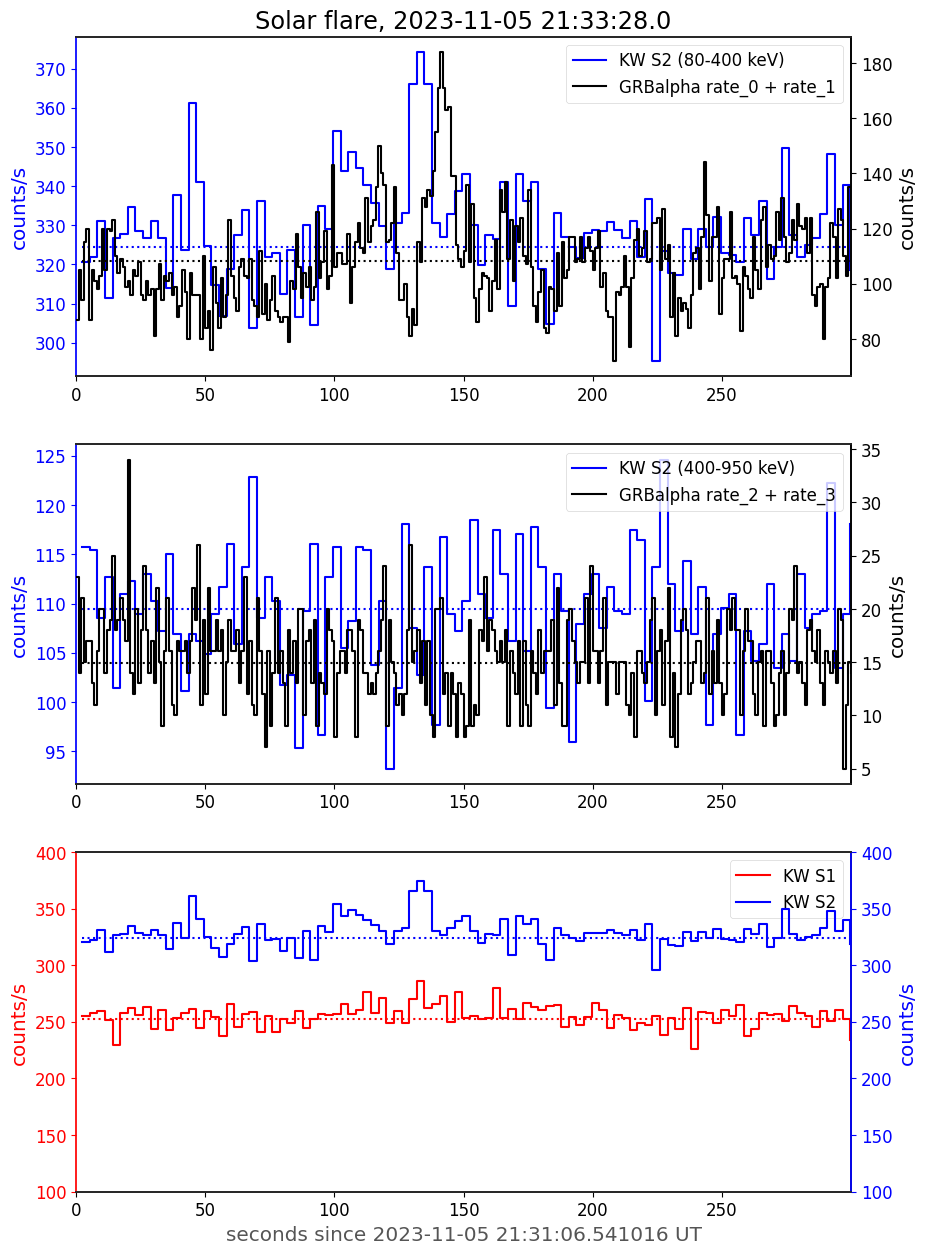 Solar flare, 2023-11-05 21:33:28.0
370
360
350
340
330
320
310
300
counts/s
KW S2 (80-400 keV)
GRBalpha rate_0 + rate_1
180
160
140
120
100
80
counts/s
0 50 100 150 200 250
125
120
115
110
105
100
95
counts/s
KW S2 (400-950 keV)
GRBalpha rate_2 + rate_3
35
30
25
20
15
10
5
counts/s
0 50 100 150 200 250
400
350
300
250
200
150
100
counts/s
KW S1
KW S2
400
350
300
250
200
150
100
counts/s
0 50 100 150 200 250
seconds since 2023-11-05 21:31:06.541016 UT